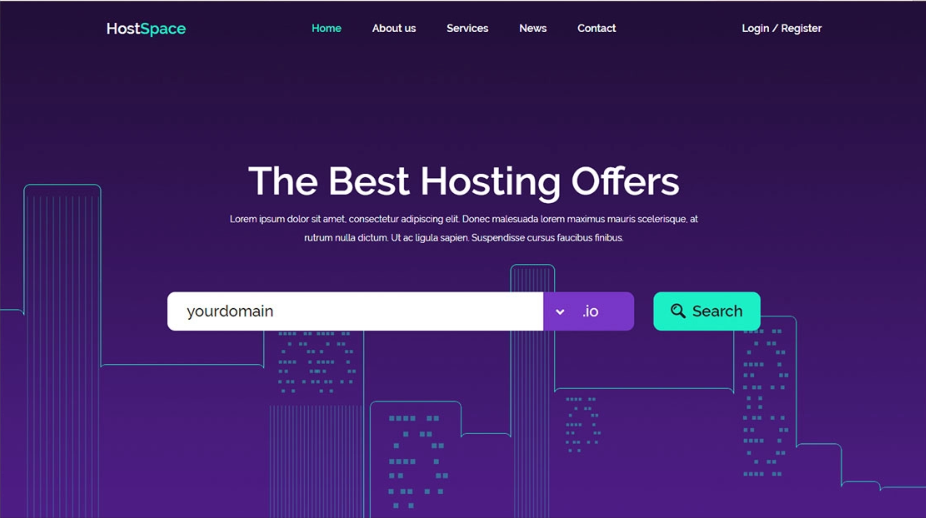 HostSpace
Home About us Services News Contact
Login / Register
The Best Hosting Offers
Lorem ipsum dolor sit amet, consectetur adipiscing elit. Donec malesuada lorem maximus mauris scelerisque, at
rutrum nulla dictum. Ut ac ligula sapien. Suspendisse cursus faucibus finibus.
yourdomain .io Search